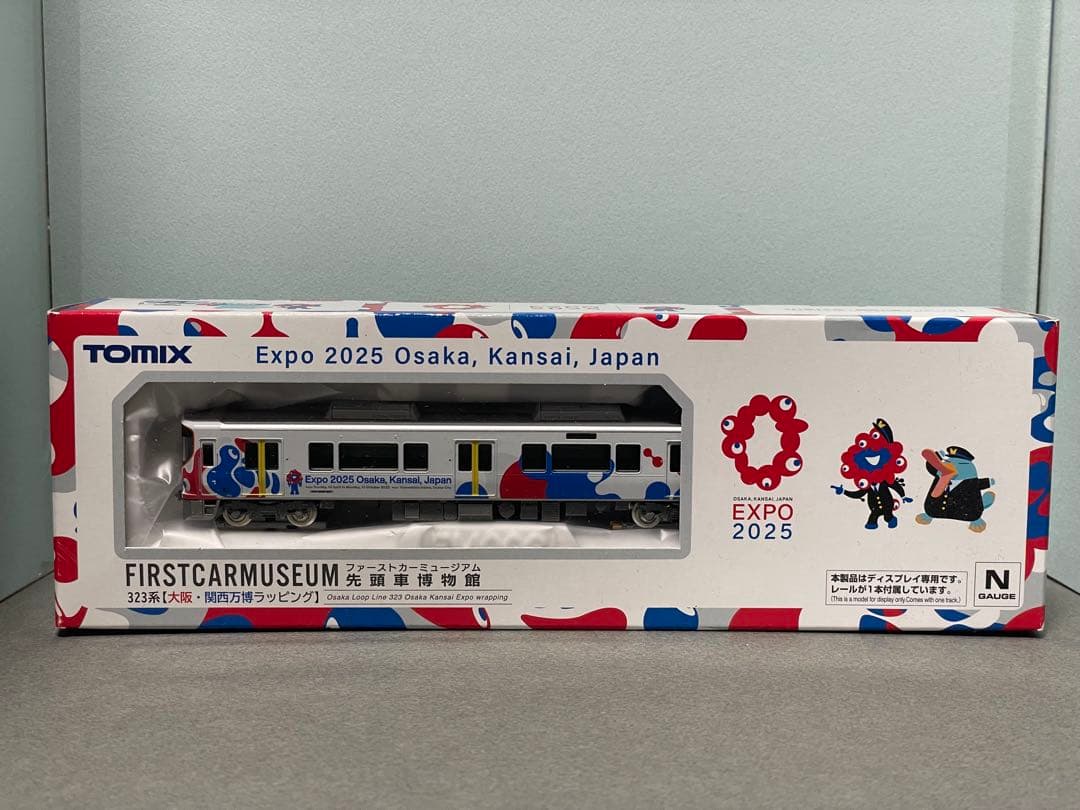 TOMIX
Expo 2025 Osaka, Kansai, Japan
Expo 2025 Osaka, Kansai, Japan
OSAKA, KANSAI, JAPAN
EXPO
2025
FIRSTCARMUSEUM ファーストカーミュージアム
先頭車博物館
323系【大阪・関西万博ラッピング】 Osaka Loop Line 323 Osaka Kansai Expo wrapping
本製品はディスプレイ専用です。
レールが1本付属しています。
(This is a model for display only.Comes with one track.)
N
GAUGE